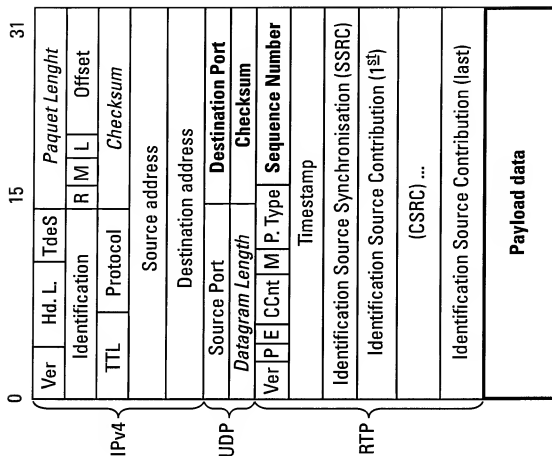 0 15 31
Ver Hd. L. TdeS Paquet Lenght
Identification R M L Offset
TTL Protocol Checksum
Source address
Destination address
IPv4
Source Port Destination Port
Datagram Length Checksum
UDP
Ver P E CCnt M P. Type Sequence Number
Timestamp
Identification Source Synchronisation (SSRC)
Identification Source Contribution (1st)
(CSRC) ...
Identification Source Contribution (last)
RTP
Payload data